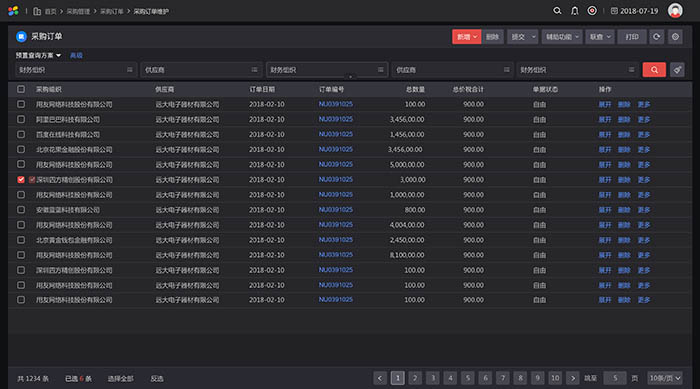 首页 > 采购管理 > 采购订单 > 采购订单维护 2018-07-19
采购订单 新增 删除 提交 辅助功能 联查 打印
预置查询方案 高级
财务组织 供应商 财务组织 供应商 财务组织
采购组织 供应商 订单日期 订单编号 总数量 总价税合计 单据状态 操作
用友网络科技股份有限公司 远大电子器材有限公司 2018-02-10 NU0391025 100.00 900.00 自由 展开 删除 更多
阿里巴巴科技有限公司 远大电子器材有限公司 2018-02-10 NU0391025 3,456,00.00 900.00 自由 展开 删除 更多
百度在线科技有限公司 远大电子器材有限公司 2018-02-10 NU0391025 1,456,00.00 900.00 自由 展开 删除 更多
北京花果金融股份有限公司 远大电子器材有限公司 2018-02-10 NU0391025 3,456,00.00 900.00 自由 展开 删除 更多
用友网络科技股份有限公司 远大电子器材有限公司 2018-02-10 NU0391025 5,000,00.00 900.00 自由 展开 删除 更多
深圳四方精创股份有限公司 远大电子器材有限公司 2018-02-10 NU0391025 3,000.00 900.00 自由 展开 删除 更多
用友网络科技股份有限公司 远大电子器材有限公司 2018-02-10 NU0391025 1,000,00.00 900.00 自由 展开 删除 更多
安徽蓝蓝科技有限公司 远大电子器材有限公司 2018-02-10 NU0391025 800.00 900.00 自由 展开 删除 更多
用友网络科技股份有限公司 远大电子器材有限公司 2018-02-10 NU0391025 4,004,00.00 900.00 自由 展开 删除 更多
北京黄金钱包金融有限公司 远大电子器材有限公司 2018-02-10 NU0391025 2,450,00.00 900.00 自由 展开 删除 更多
用友网络科技股份有限公司 远大电子器材有限公司 2018-02-10 NU0391025 8,100,00.00 900.00 自由 展开 删除 更多
深圳四方精创股份有限公司 远大电子器材有限公司 2018-02-10 NU0391025 100.00 900.00 自由 展开 删除 更多
用友网络科技股份有限公司 远大电子器材有限公司 2018-02-10 NU0391025 100.00 900.00 自由 展开 删除 更多
用友网络科技股份有限公司 远大电子器材有限公司 2018-02-10 NU0391025 100.00 900.00 自由 展开 删除 更多
共 1234 条 已选 6 条 选择全部 反选 < 1 2 3 4 5 6 7 8 9 10 > 跳至 5 页 10条/页